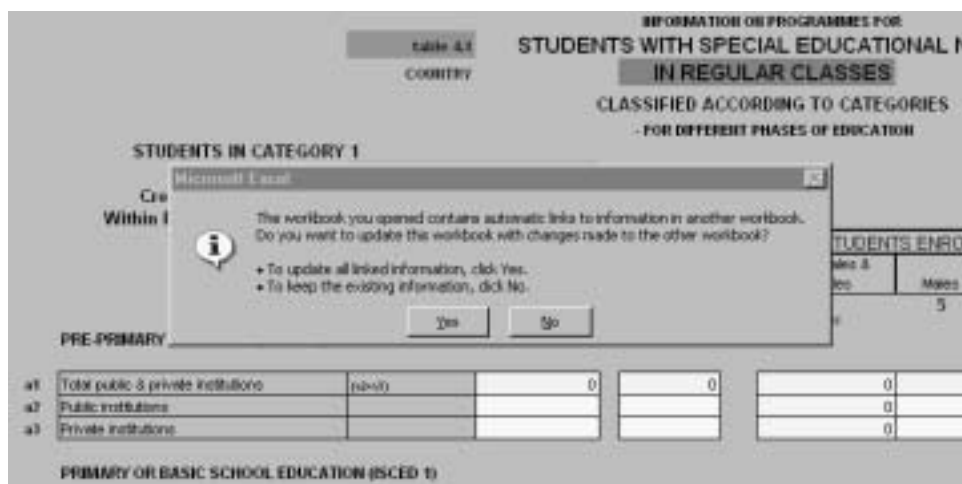 INFORMATION ON PROGRAMMES FOR
table 4.1
STUDENTS WITH SPECIAL EDUCATIONAL N
COUNTRY
IN REGULAR CLASSES
CLASSIFIED ACCORDING TO CATEGORIES
- FOR DIFFERENT PHASES OF EDUCATION
STUDENTS IN CATEGORY 1
Microsoft Excel
Cro
Within
The workbook you opened contains automatic links to information in another workbook.
Do you want to update this workbook with changes made to the other workbook?
• To update all linked information, click Yes.
• To keep the existing information, click No.
Yes No
TUDENTS ENRO
ales &
les Males
5
PRE-PRIMARY
a1 Total public & private institutions 0 0 0
a2 Public institutions 0
a3 Private institutions 0
PRIMARY OR BASIC SCHOOL EDUCATION (ISCED 1)